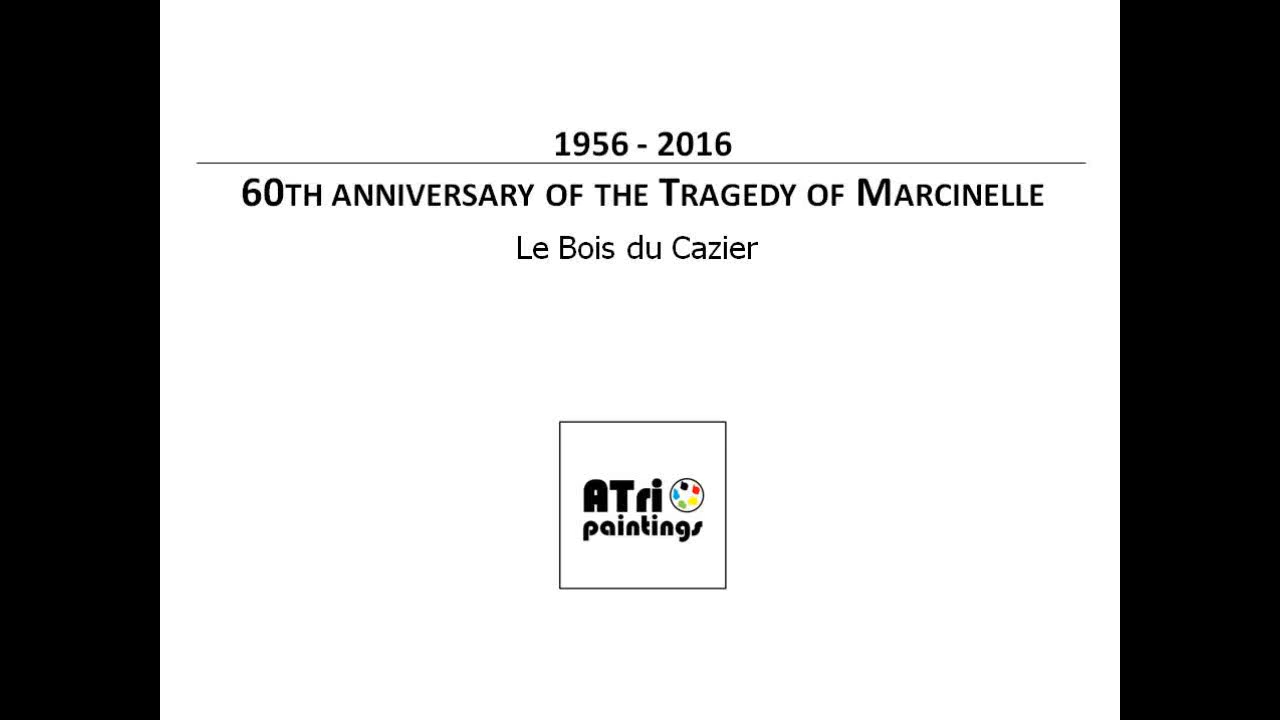 1956 - 2016
60TH ANNIVERSARY OF THE TRAGEDY OF MARCINELLE
Le Bois du Cazier
ATri
paintings